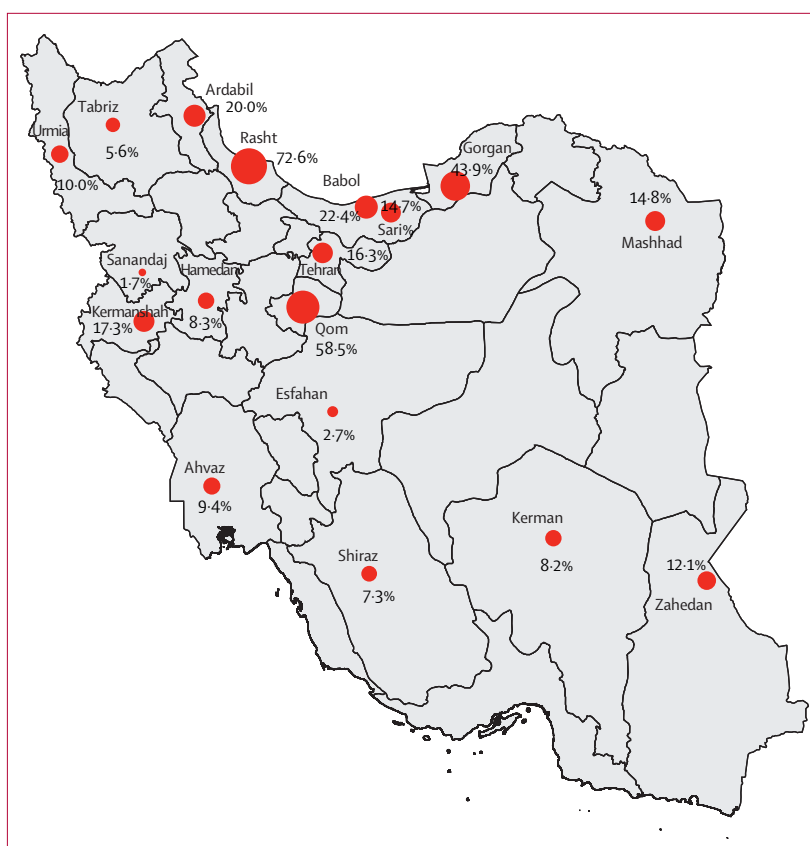 Ardabil
20·0%
Tabriz
5·6%
Urmia
10·0%
Rasht
72·6%
Gorgan
43·9%
Babol
22·4%
14·7%
Sari%
14·8%
Mashhad
Sanandaj
1·7%
Hamedan
8·3%
Tehran
16·3%
Kermanshah
17·3%
Qom
58·5%
Esfahan
2·7%
Ahvaz
9·4%
Kerman
8·2%
Shiraz
7·3%
12·1%
Zahedan